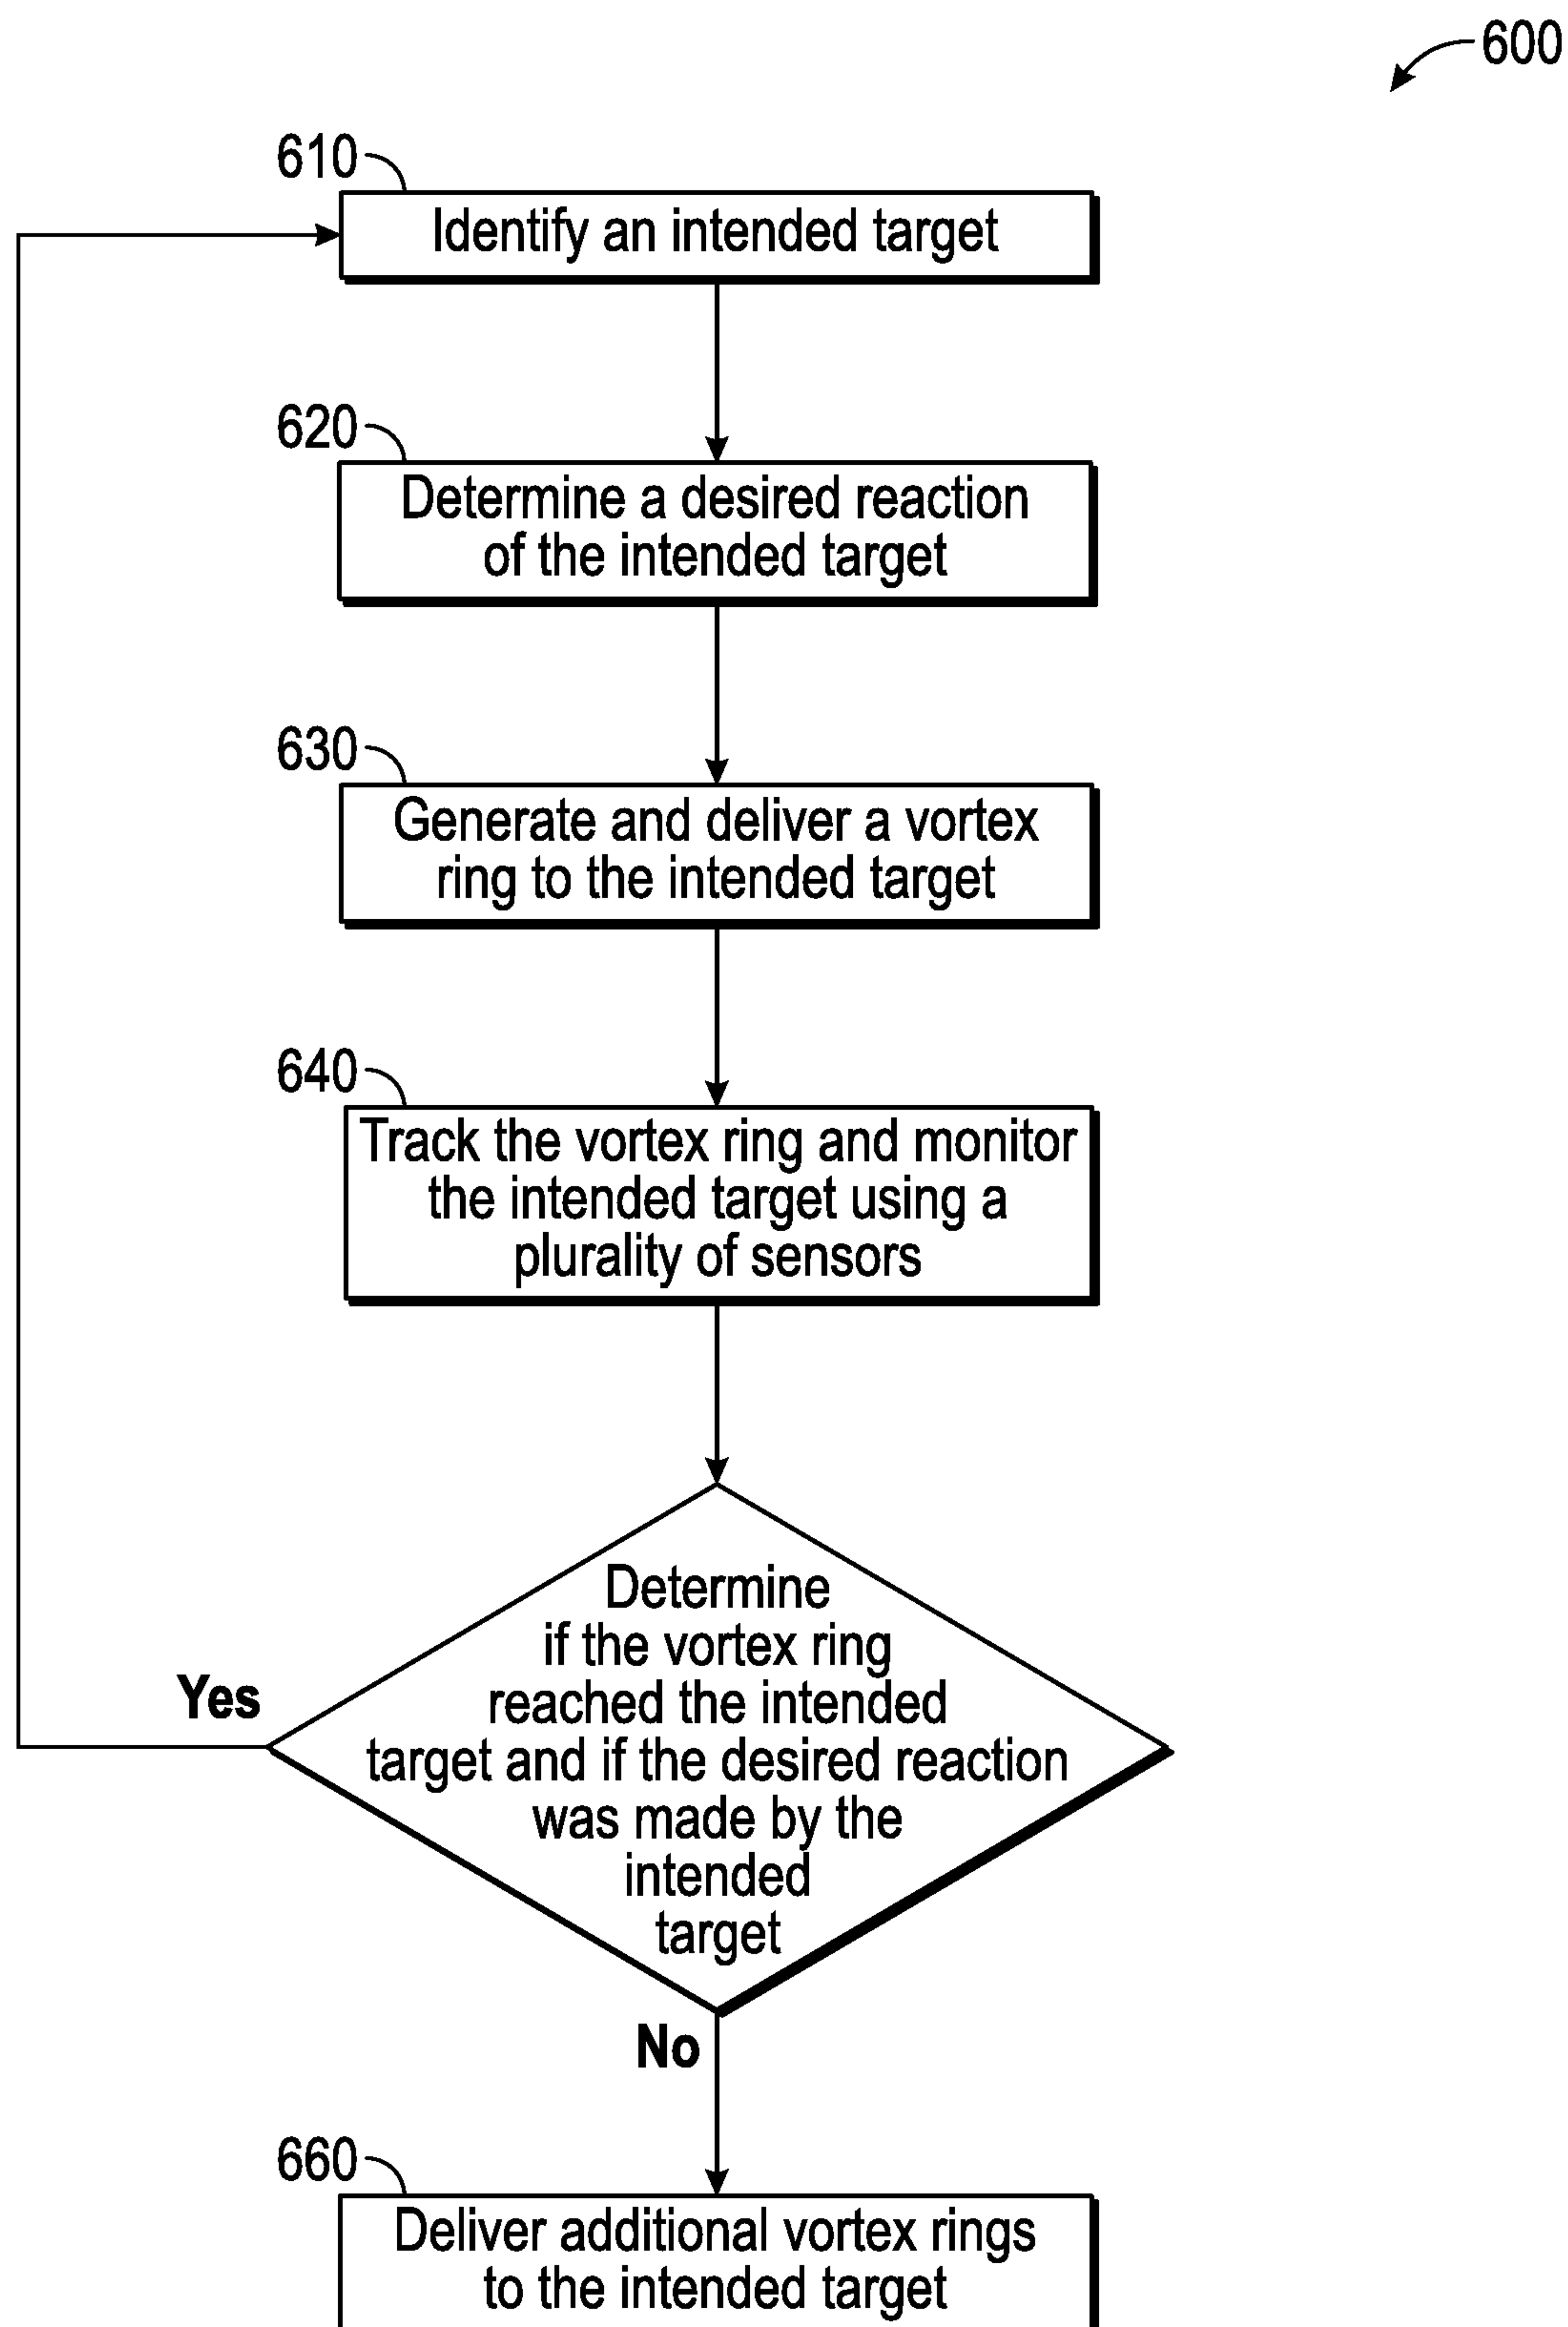 600
610
Identify an intended target
620
Determine a desired reaction
of the intended target
630
Generate and deliver a vortex
ring to the intended target
640
Track the vortex ring and monitor
the intended target using a
plurality of sensors
Determine
if the vortex ring
reached the intended
target and if the desired reaction
was made by the
intended
target
Yes
No
660
Deliver additional vortex rings
to the intended target